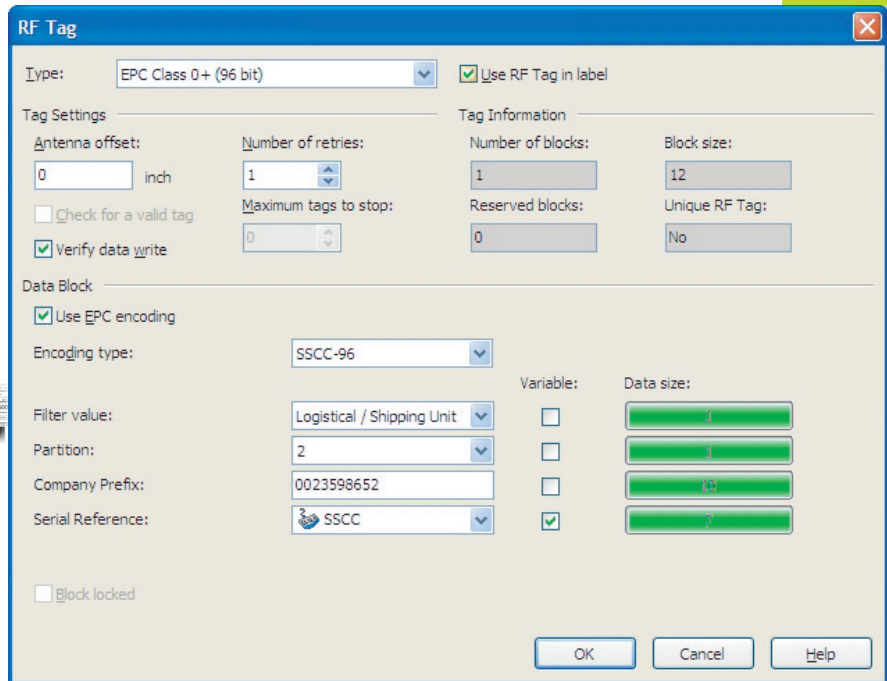 RF Tag
Type: EPC Class 0+ (96 bit) Use RF Tag in label
Tag Settings Tag Information
Antenna offset: Number of retries: Number of blocks: Block size:
0 inch 1 1 12
Check for a valid tag Maximum tags to stop: Reserved blocks: Unique RF Tag:
Verify data write 0 0 No
Data Block
Use EPC encoding
Encoding type: SSCC-96
Variable: Data size:
Filter value: Logistical / Shipping Unit
Partition: 2 1
Company Prefix: 0023598652 10
Serial Reference: SSCC 7
Block locked
OK Cancel Help